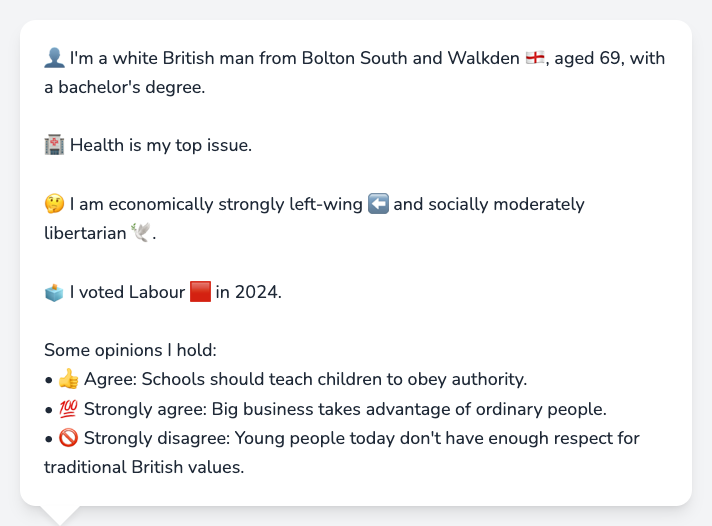 👤 I'm a white British man from Bolton South and Walkden 🏴󠁧󠁢󠁥󠁮󠁧󠁿, aged 69, with
a bachelor's degree.
🏥 Health is my top issue.
🤔 I am economically strongly left-wing ⬅️ and socially moderately
libertarian 🕊️.
🗳️ I voted Labour 🟥 in 2024.
Some opinions I hold:
• 👍 Agree: Schools should teach children to obey authority.
• 💯 Strongly agree: Big business takes advantage of ordinary people.
• 🚫 Strongly disagree: Young people today don't have enough respect for
traditional British values.